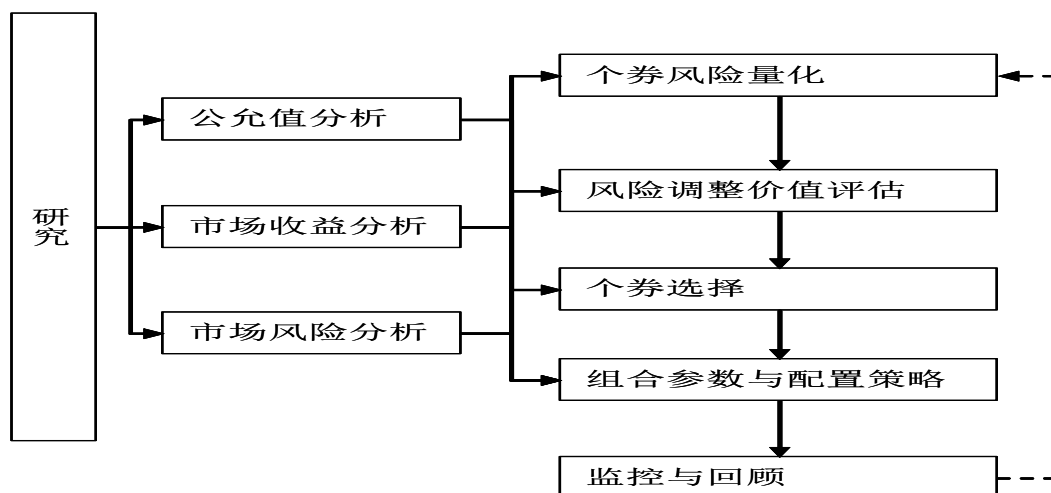 研究
公允值分析
市场收益分析
市场风险分析
个券风险量化
风险调整价值评估
个券选择
组合参数与配置策略
监控与回顾